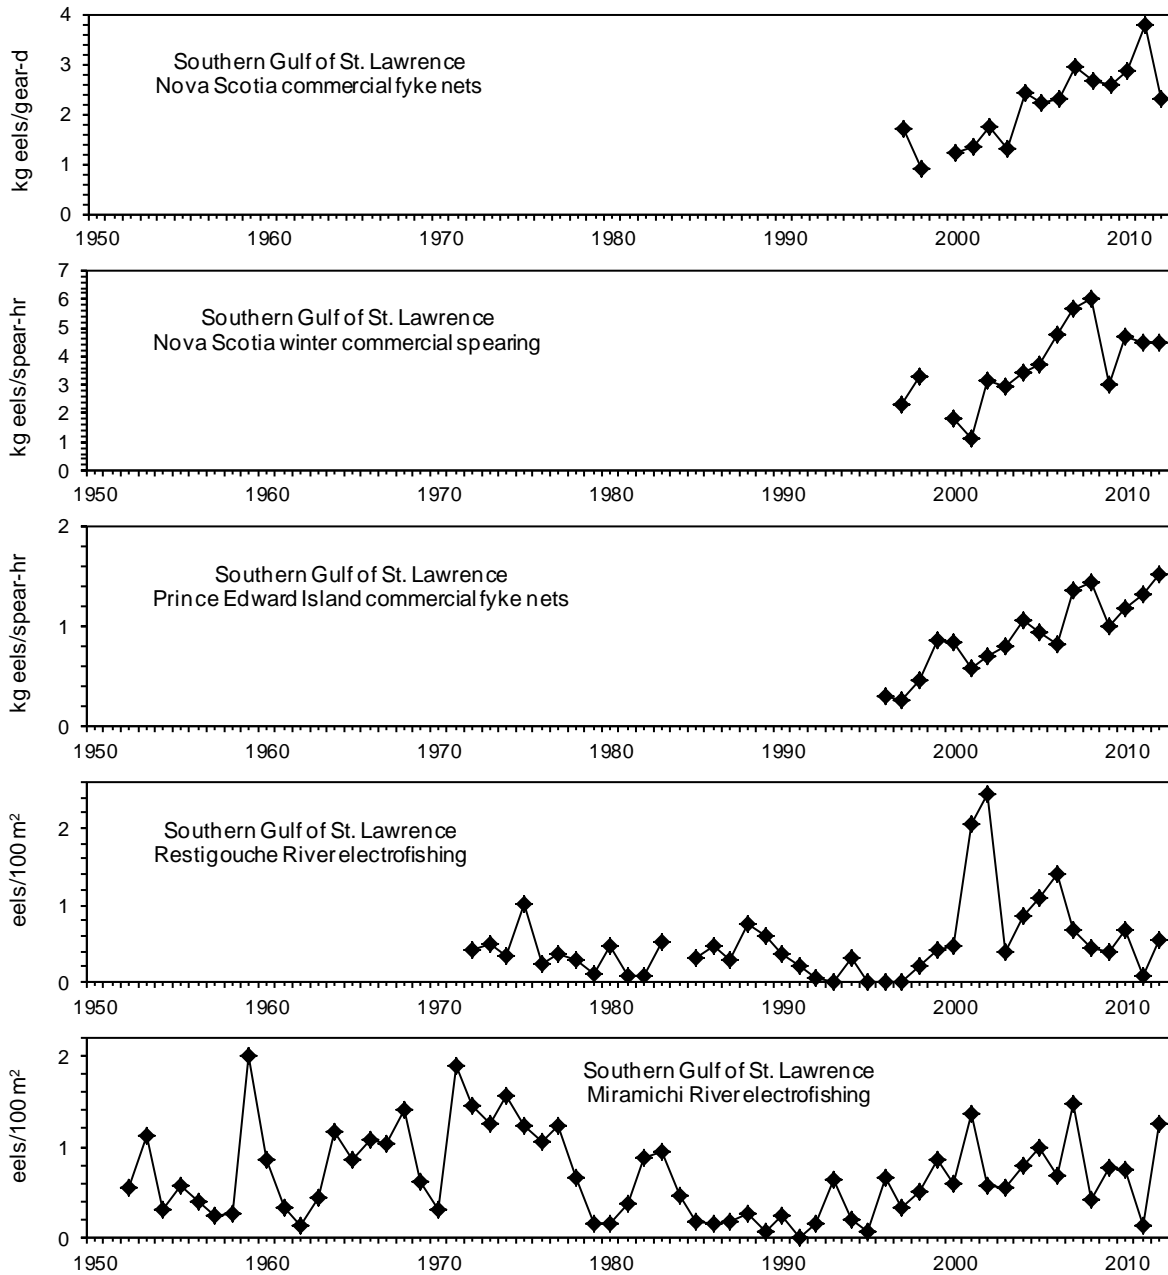 4
3
2
1
0
kg eels/gear-d
Southern Gulf of St. Lawrence
Nova Scotia commercial fyke nets
1950 1960 1970 1980 1990 2000 2010
7
6
5
4
3
2
1
0
kg eels/spear-hr
Southern Gulf of St. Lawrence
Nova Scotia winter commercial spearing
1950 1960 1970 1980 1990 2000 2010
2
1
0
kg eels/spear-hr
Southern Gulf of St. Lawrence
Prince Edward Island commercial fyke nets
1950 1960 1970 1980 1990 2000 2010
2
1
0
eels/100 m²
Southern Gulf of St. Lawrence
Restigouche River electrofishing
1950 1960 1970 1980 1990 2000 2010
2
1
0
eels/100 m²
Southern Gulf of St. Lawrence
Miramichi River electrofishing
1950 1960 1970 1980 1990 2000 2010